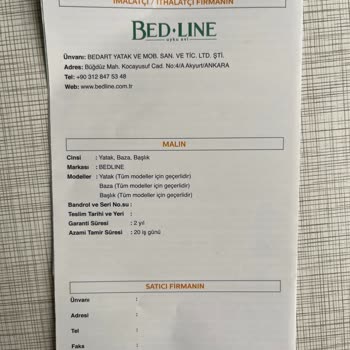 İMALATÇI / İTHALATÇI FİRMANIN
BED•LINE
uyku evi
Ünvanı: BEDART YATAK VE MOB. SAN. VE TİC. LTD. ŞTİ.
Adres: Büğdüz Mah. Kocayusuf Cad. No:4/A Akyurt/ANKARA
Tel: +90 312 847 53 48
Web: www.bedline.com.tr
MALIN
Cinsi : Yatak, Baza, Başlık
Markası : BEDLINE
Modeller : Yatak (Tüm modeller için geçerlidir)
Baza (Tüm modeller için geçerlidir)
Başlık (Tüm modeller için geçerlidir)
Bandrol ve Seri No.su :
Teslim Tarihi ve Yeri :
Garanti Süresi : 2 yıl
Azami Tamir Süresi : 20 iş günü
SATICI FİRMANIN
Ünvanı :
Adresi :
Tel :
Faks :